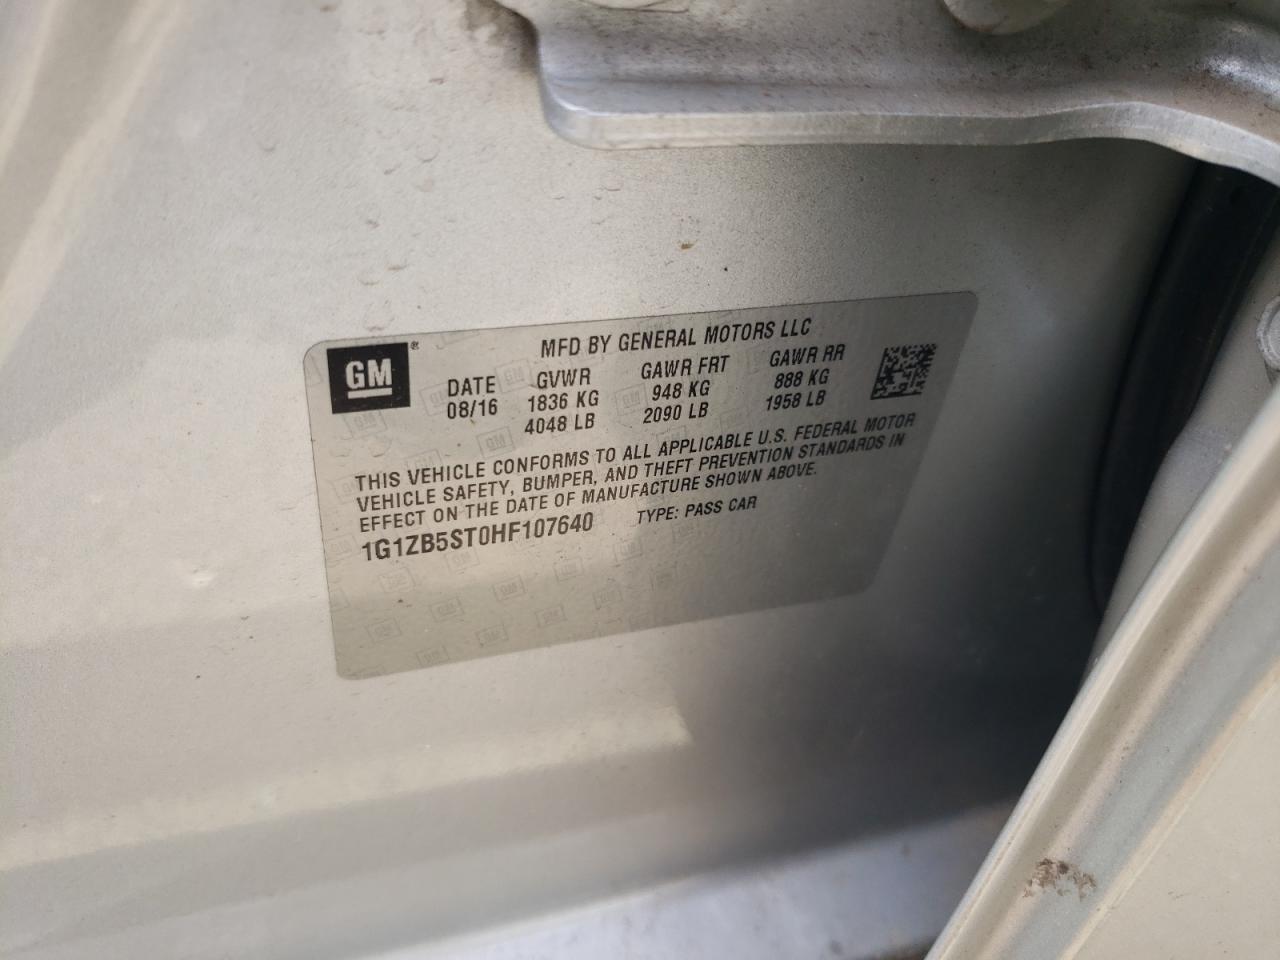 GM ®
MFD BY GENERAL MOTORS LLC
DATE GVWR GAWR FRT GAWR RR
08/16 1836 KG 948 KG 888 KG
4048 LB 2090 LB 1958 LB
THIS VEHICLE CONFORMS TO ALL APPLICABLE U.S. FEDERAL MOTOR
VEHICLE SAFETY, BUMPER, AND THEFT PREVENTION STANDARDS IN
EFFECT ON THE DATE OF MANUFACTURE SHOWN ABOVE.
1G1ZB5ST0HF107640 TYPE: PASS CAR